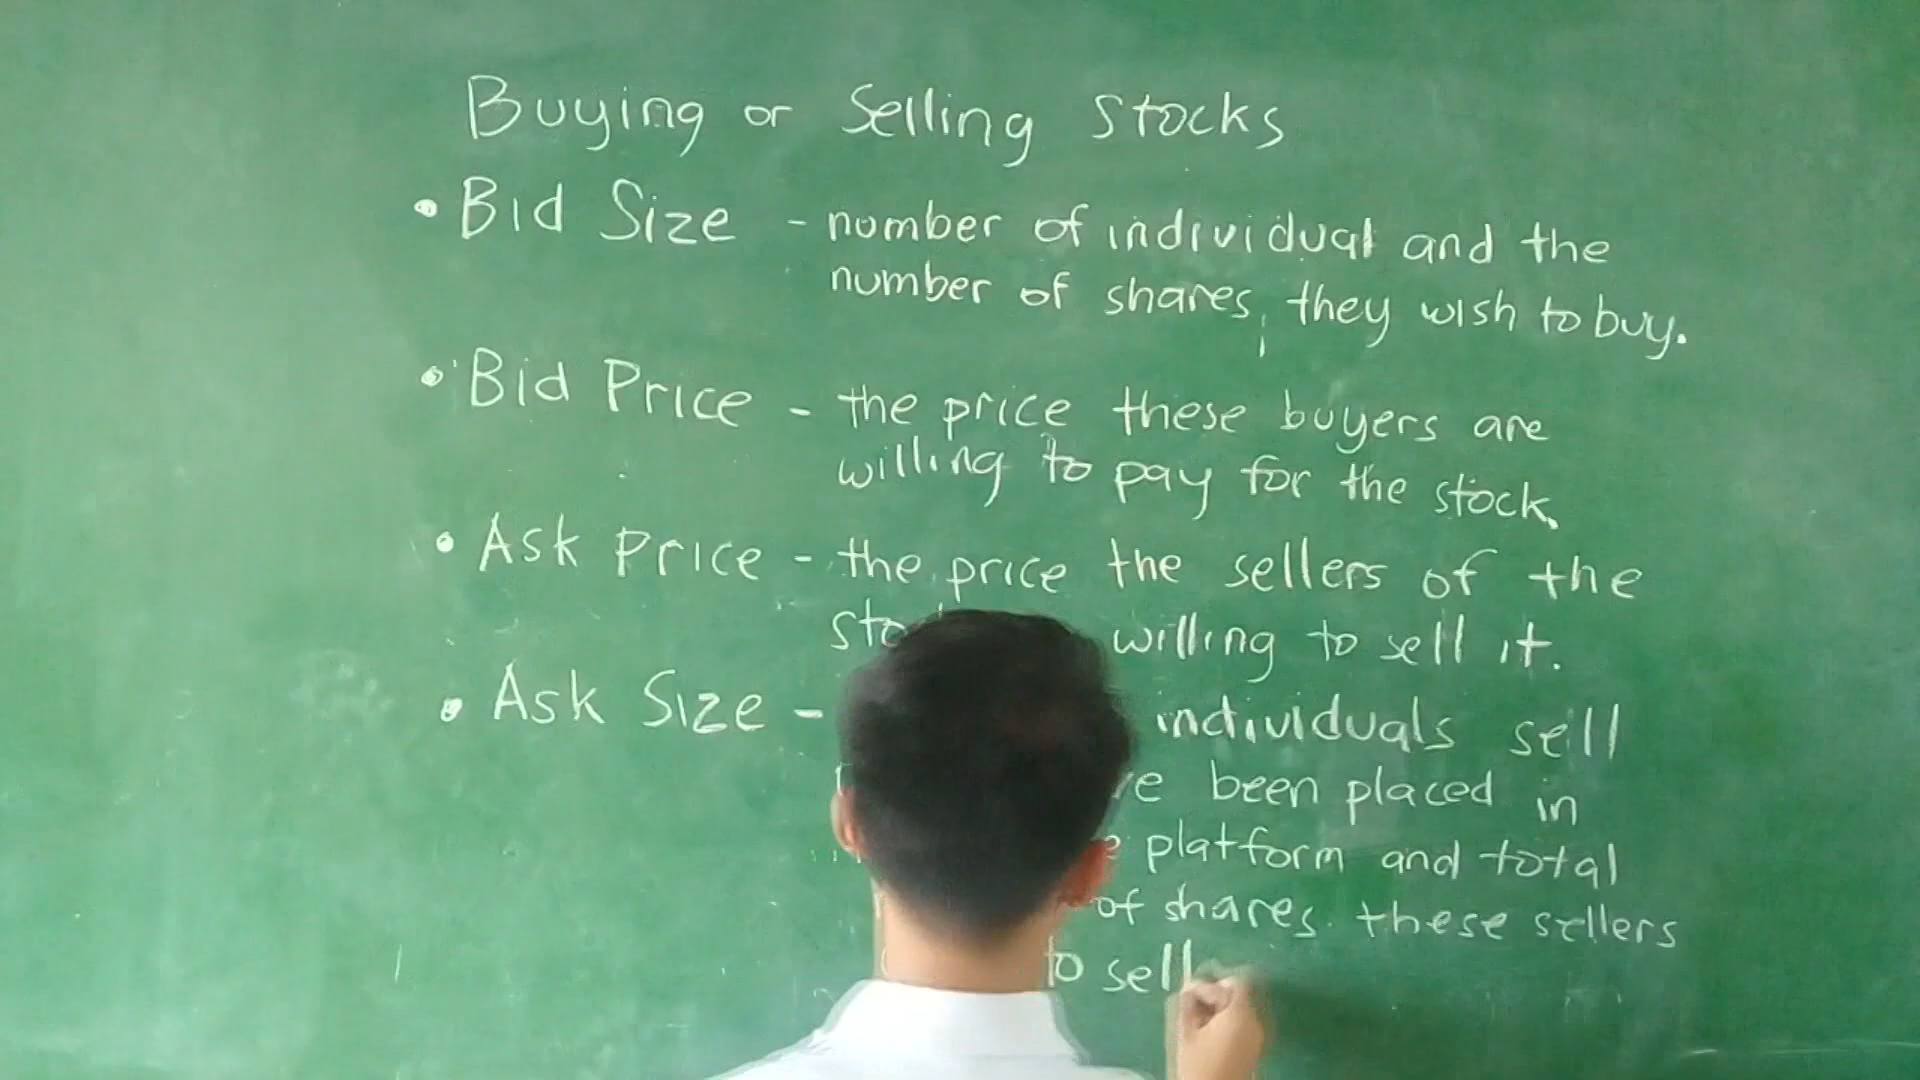 Buying or Selling Stocks
• Bid Size - number of individual and the
number of shares, they wish to buy.
• Bid Price - the price these buyers are
willing to pay for the stock.
• Ask Price - the price the sellers of the
willing to sell it.
• Ask Size - individuals sell
been placed in
platform and total
of shares. these sellers
to sell